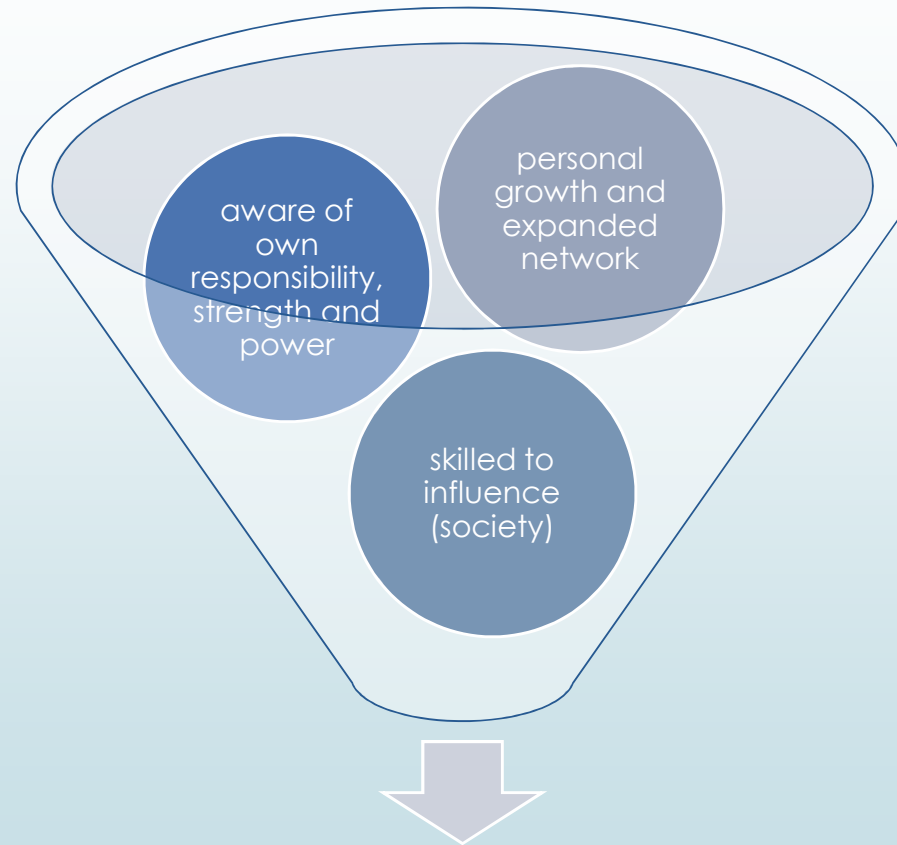 personal
growth and
expanded
network
aware of
own
responsibility,
strength and
power
skilled to
influence
(society)